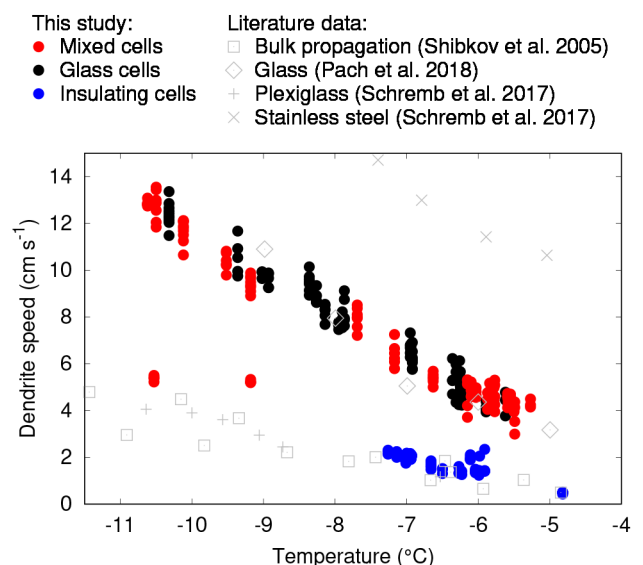 This study:
Mixed cells
Glass cells
Insulating cells
Literature data:
Bulk propagation (Shibkov et al. 2005)
Glass (Pach et al. 2018)
Plexiglass (Schremb et al. 2017)
Stainless steel (Schremb et al. 2017)
Dendrite speed (cm s⁻¹)
14
12
10
8
6
4
2
0
-11 -10 -9 -8 -7 -6 -5 -4
Temperature (°C)